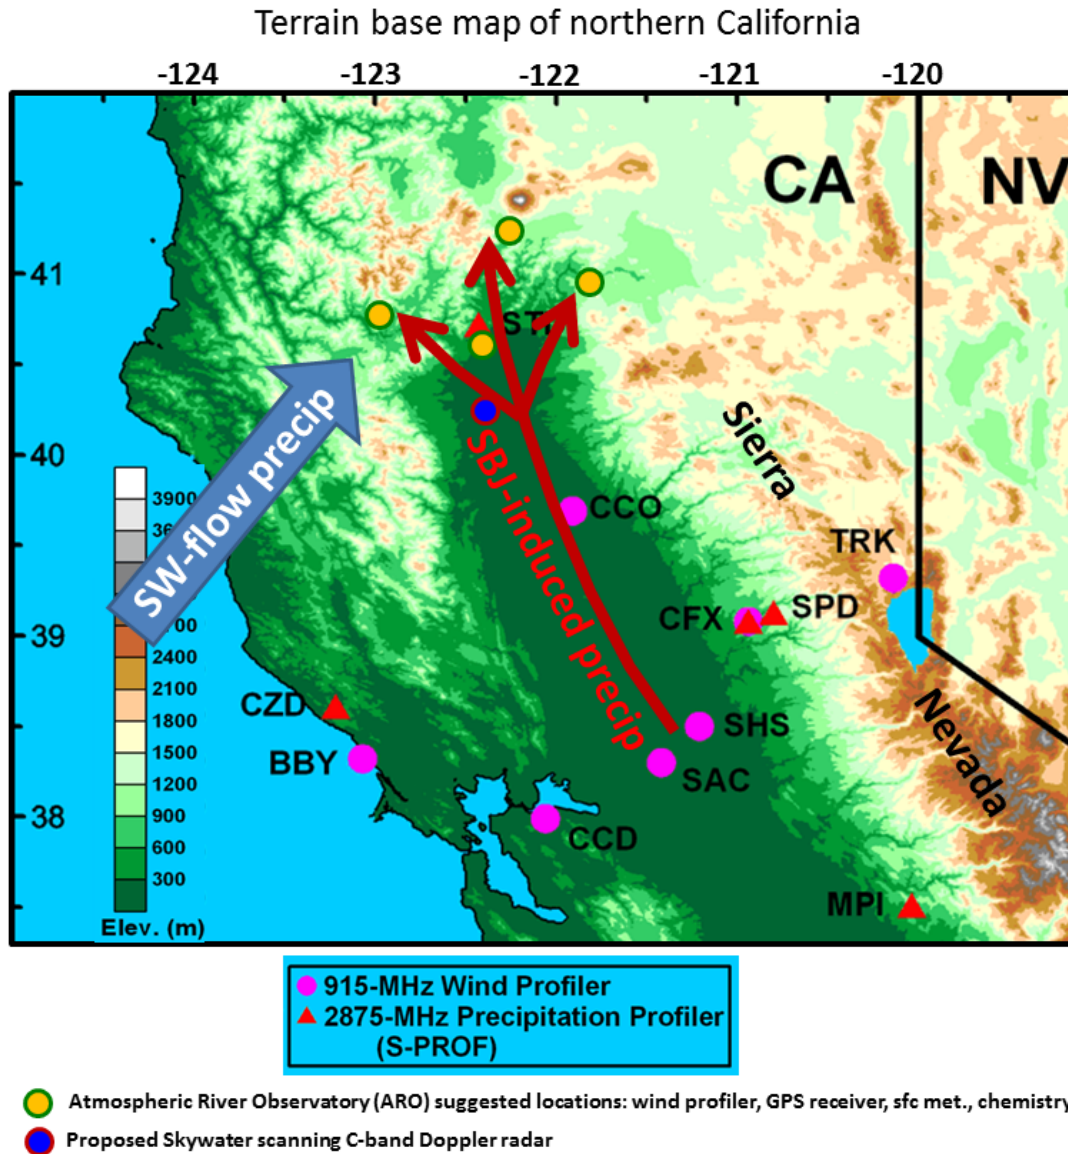 Terrain base map of northern California
-124 -123 -122 -121 -120
CA NV
41
STI
40
SW-flow precip
SBJ-induced precip
Sierra
Nevada
CCO
TRK
39
CFX SPD
CZD
SHS
BBY
SAC
38
CCD
MPI
3900
2400
2100
1800
1500
1200
900
600
300
Elev. (m)
915-MHz Wind Profiler
2875-MHz Precipitation Profiler
(S-PROF)
Atmospheric River Observatory (ARO) suggested locations: wind profiler, GPS receiver, sfc met., chemistry
Proposed Skywater scanning C-band Doppler radar